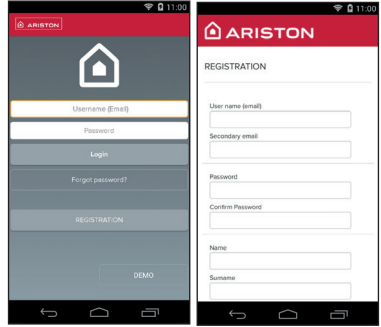 11:00
ARISTON
Username (Email)
Password
Login
Forgot password?
REGISTRATION
DEMO
11:00
ARISTON
REGISTRATION
User name (email)
Secondary email
Password
Confirm Password
Name
Surname